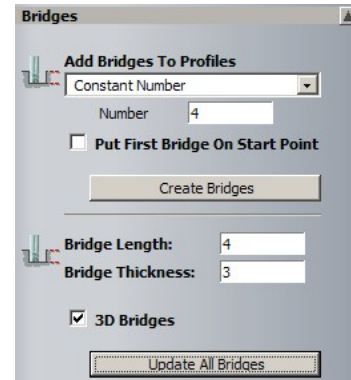 Bridges
Add Bridges To Profiles
Constant Number
Number 4
Put First Bridge On Start Point
Create Bridges
Bridge Length: 4
Bridge Thickness: 3
3D Bridges
Update All Bridges